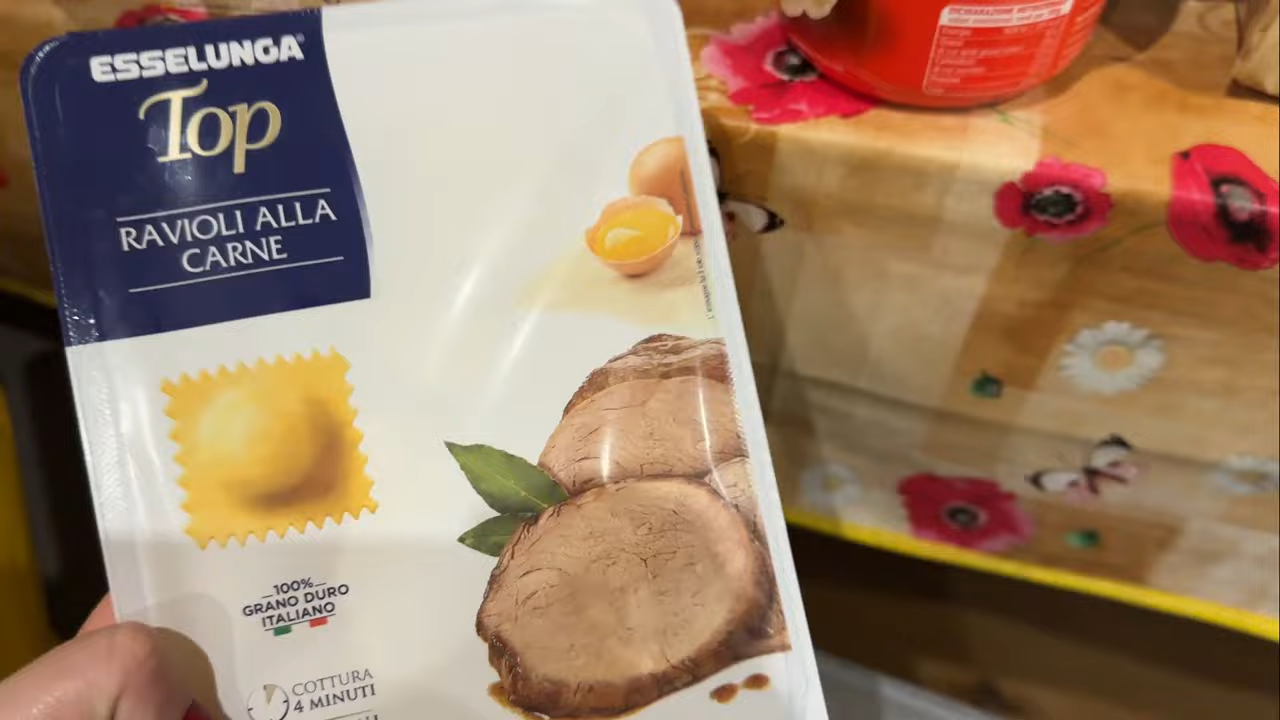 ESSELUNGA®
Top
RAVIOLI ALLA
CARNE
100%
GRANO DURO
ITALIANO
COTTURA
4 MINUTI